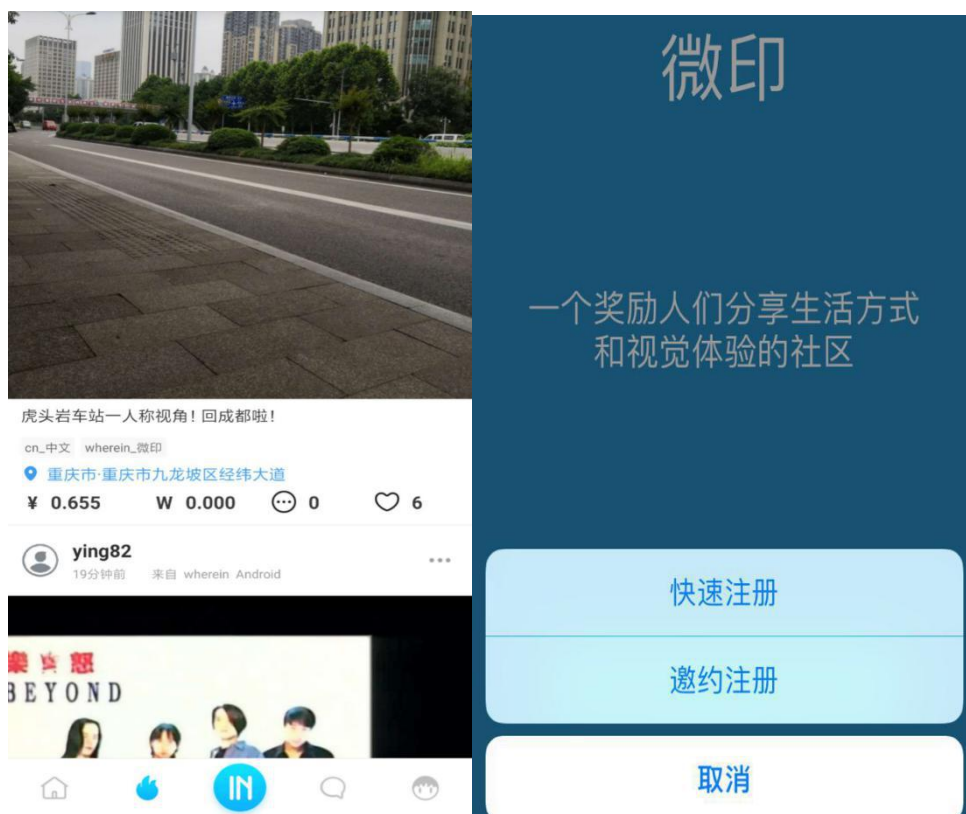 虎头岩车站一人称视角！回成都啦！
cn_中文 wherein_微印
重庆市·重庆市九龙坡区经纬大道
¥ 0.655 W 0.000 0 6
ying82
19分钟前 来自 wherein Android
樂 怒
BEYOND
IN
微印
一个奖励人们分享生活方式
和视觉体验的社区
快速注册
邀约注册
取消